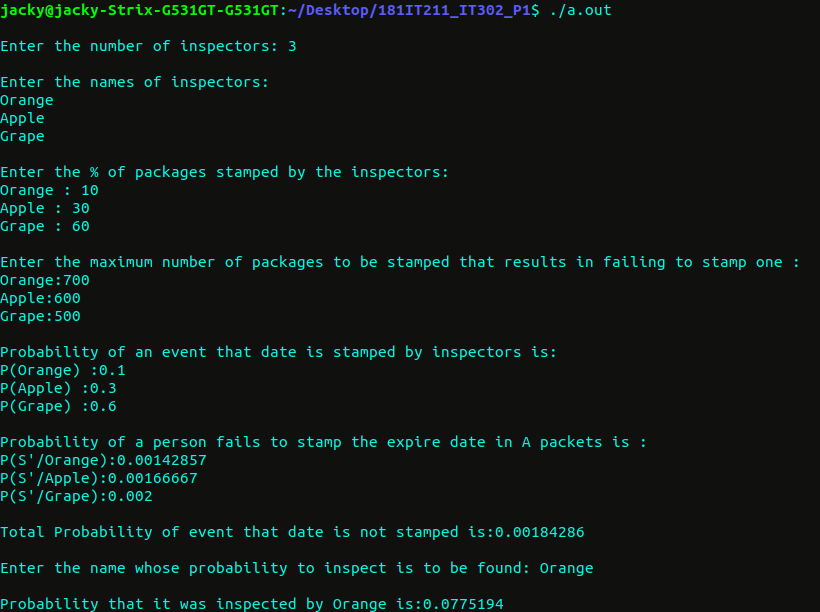 jacky@jacky-Strix-G531GT-G531GT:~/Desktop/181IT211_IT302_P1$ ./a.out
Enter the number of inspectors: 3
Enter the names of inspectors:
Orange
Apple
Grape
Enter the % of packages stamped by the inspectors:
Orange : 10
Apple : 30
Grape : 60
Enter the maximum number of packages to be stamped that results in failing to stamp one :
Orange:700
Apple:600
Grape:500
Probability of an event that date is stamped by inspectors is:
P(Orange) :0.1
P(Apple) :0.3
P(Grape) :0.6
Probability of a person fails to stamp the expire date in A packets is :
P(S'/Orange):0.00142857
P(S'/Apple):0.00166667
P(S'/Grape):0.002
Total Probability of event that date is not stamped is:0.00184286
Enter the name whose probability to inspect is to be found: Orange
Probability that it was inspected by Orange is:0.0775194